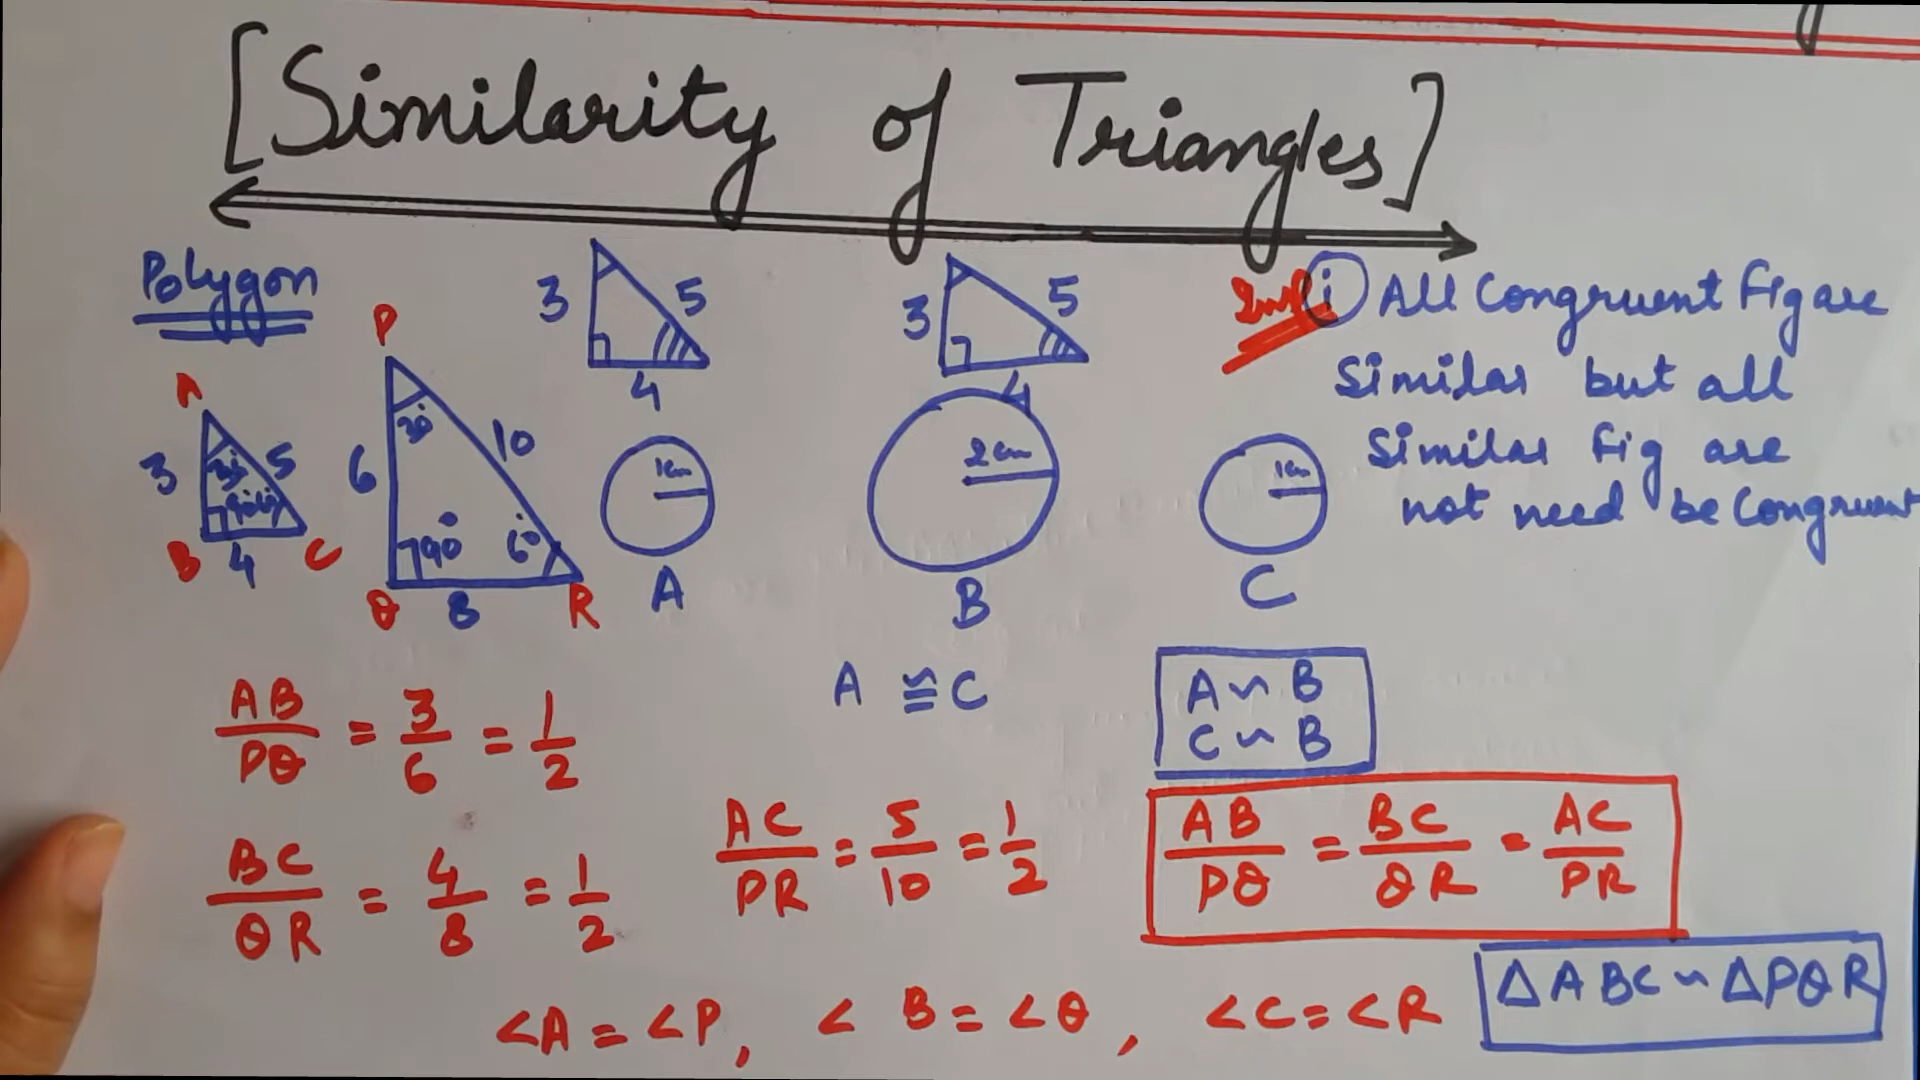 [Similarity of Triangles]
Polygon
3 5
4
3 5
4
i All Congruent Fig are
Similar but all
Similar Fig are
not need be Congruent
A
3 5
B 4 C
P
30°
6 10
90° 60°
Q 8 R
1cm
A
2cm
B
1cm
C
A ≅ C
A ~ B
C ~ B
AB/PQ = 3/6 = 1/2
BC/QR = 4/8 = 1/2
AC/PR = 5/10 = 1/2
AB/PQ = BC/QR = AC/PR
∠A = ∠P, ∠B = ∠Q, ∠C = ∠R
ΔABC ~ ΔPQR